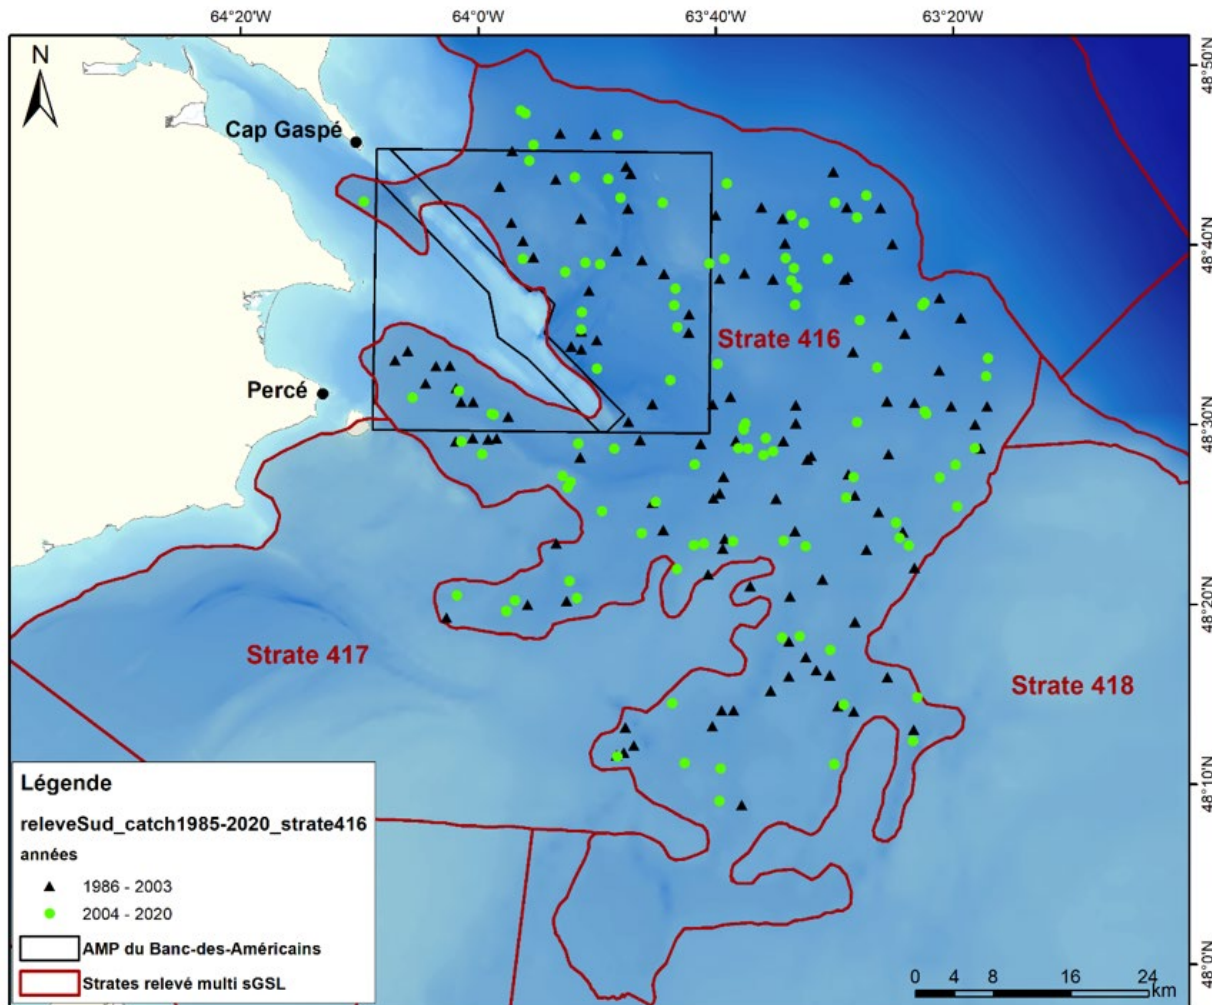 64°20'W 64°0'W 63°40'W 63°20'W
N
48°50'N
Cap Gaspé
48°40'N
Strate 416
Percé
48°30'N
48°20'N
Strate 417
Strate 418
48°10'N
Légende
releveSud_catch1985-2020_strate416
années
1986 - 2003
2004 - 2020
AMP du Banc-des-Américains
Strates relevé multi sGSL
48°0'N
0 4 8 16 24
km